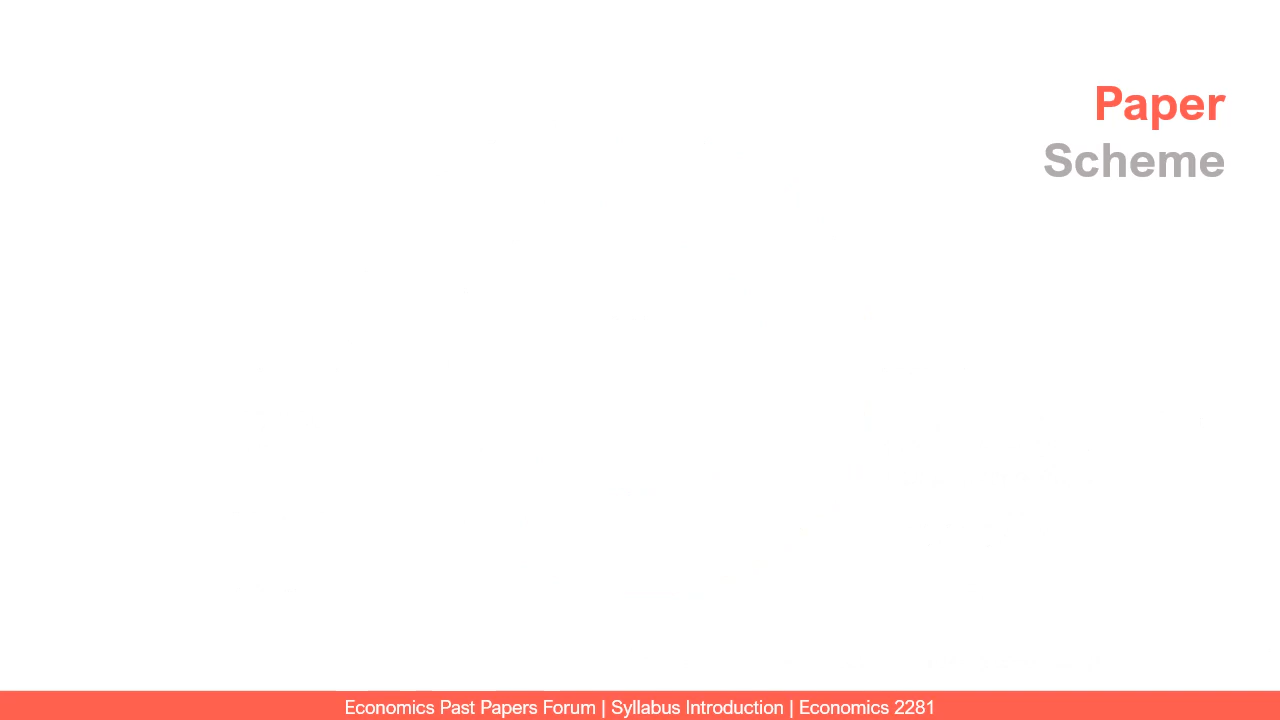 Paper
Scheme
Economics Past Papers Forum | Syllabus Introduction | Economics 2281